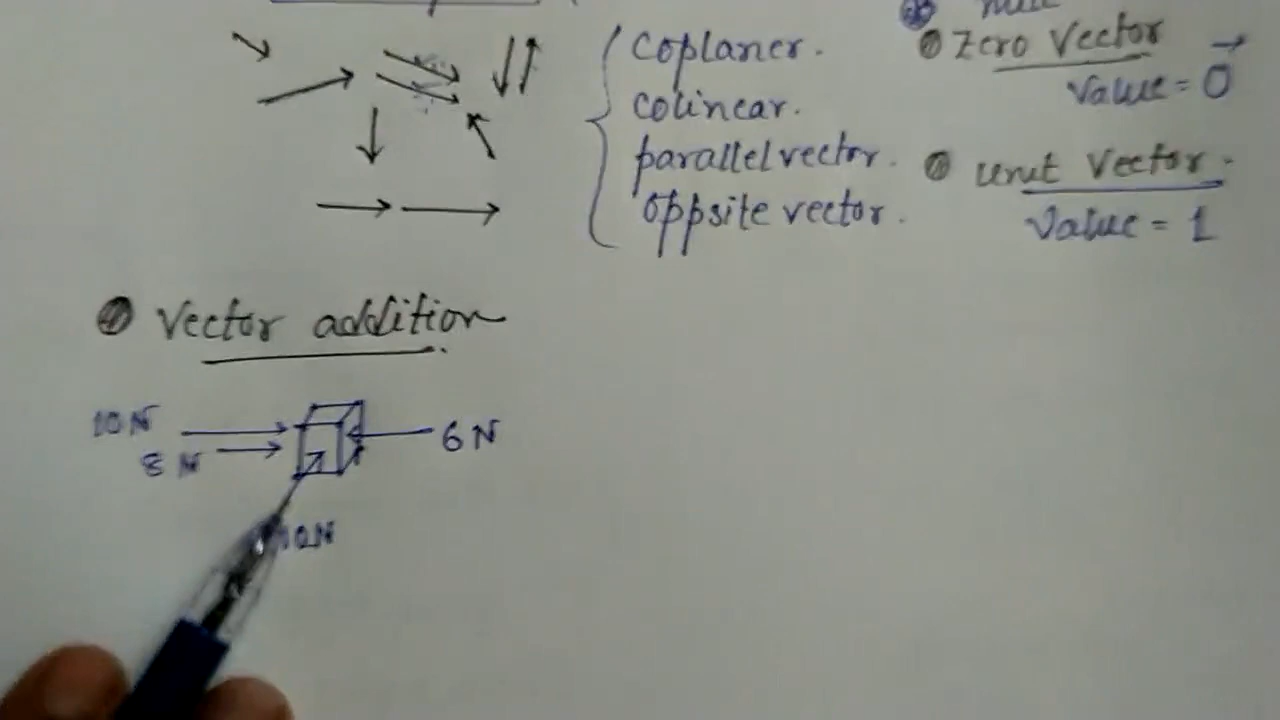 Coplaner.
colinear.
parallel vector.
oppsite vector.
Zero Vector
Value = 0
unit Vector.
Value = 1
Vector addition
10 N
8 N
6 N
10N